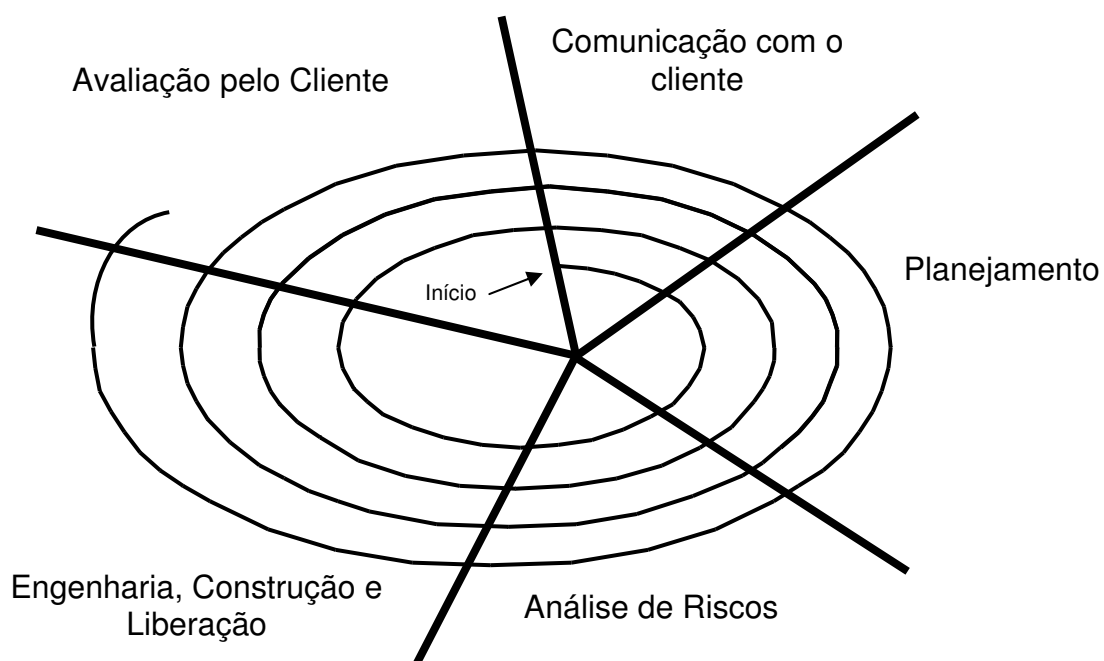 Comunicação com o
cliente
Avaliação pelo Cliente
Planejamento
Início
Engenharia, Construção e
Liberação
Análise de Riscos